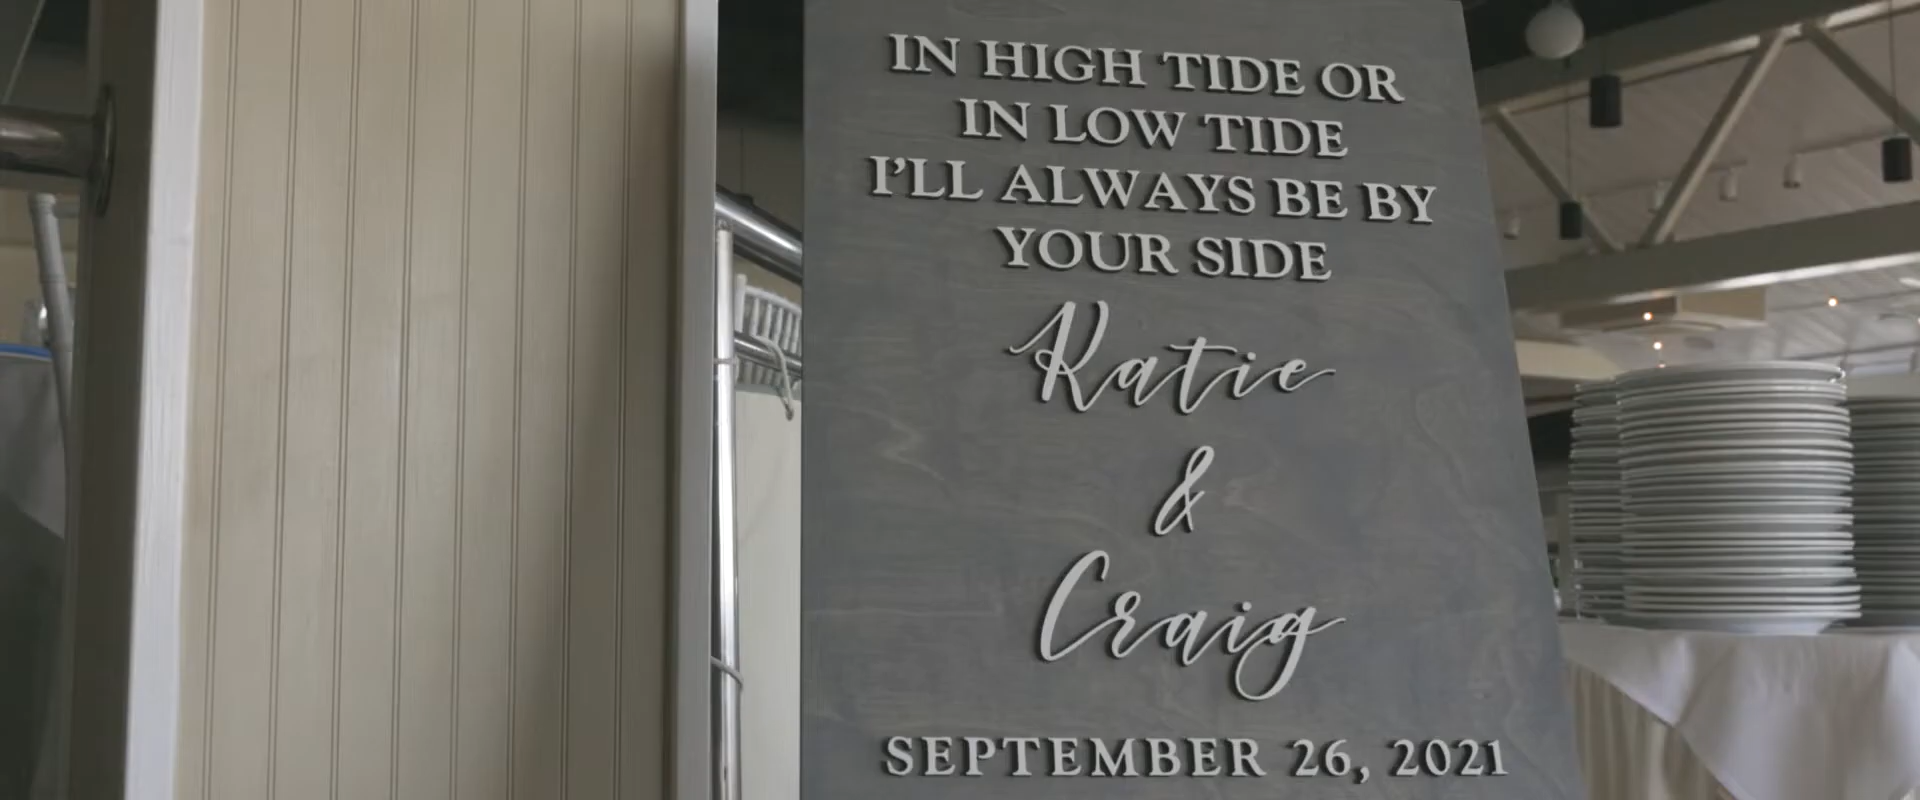 IN HIGH TIDE OR
IN LOW TIDE
I'LL ALWAYS BE BY
YOUR SIDE
Katie
&
Craig
SEPTEMBER 26, 2021